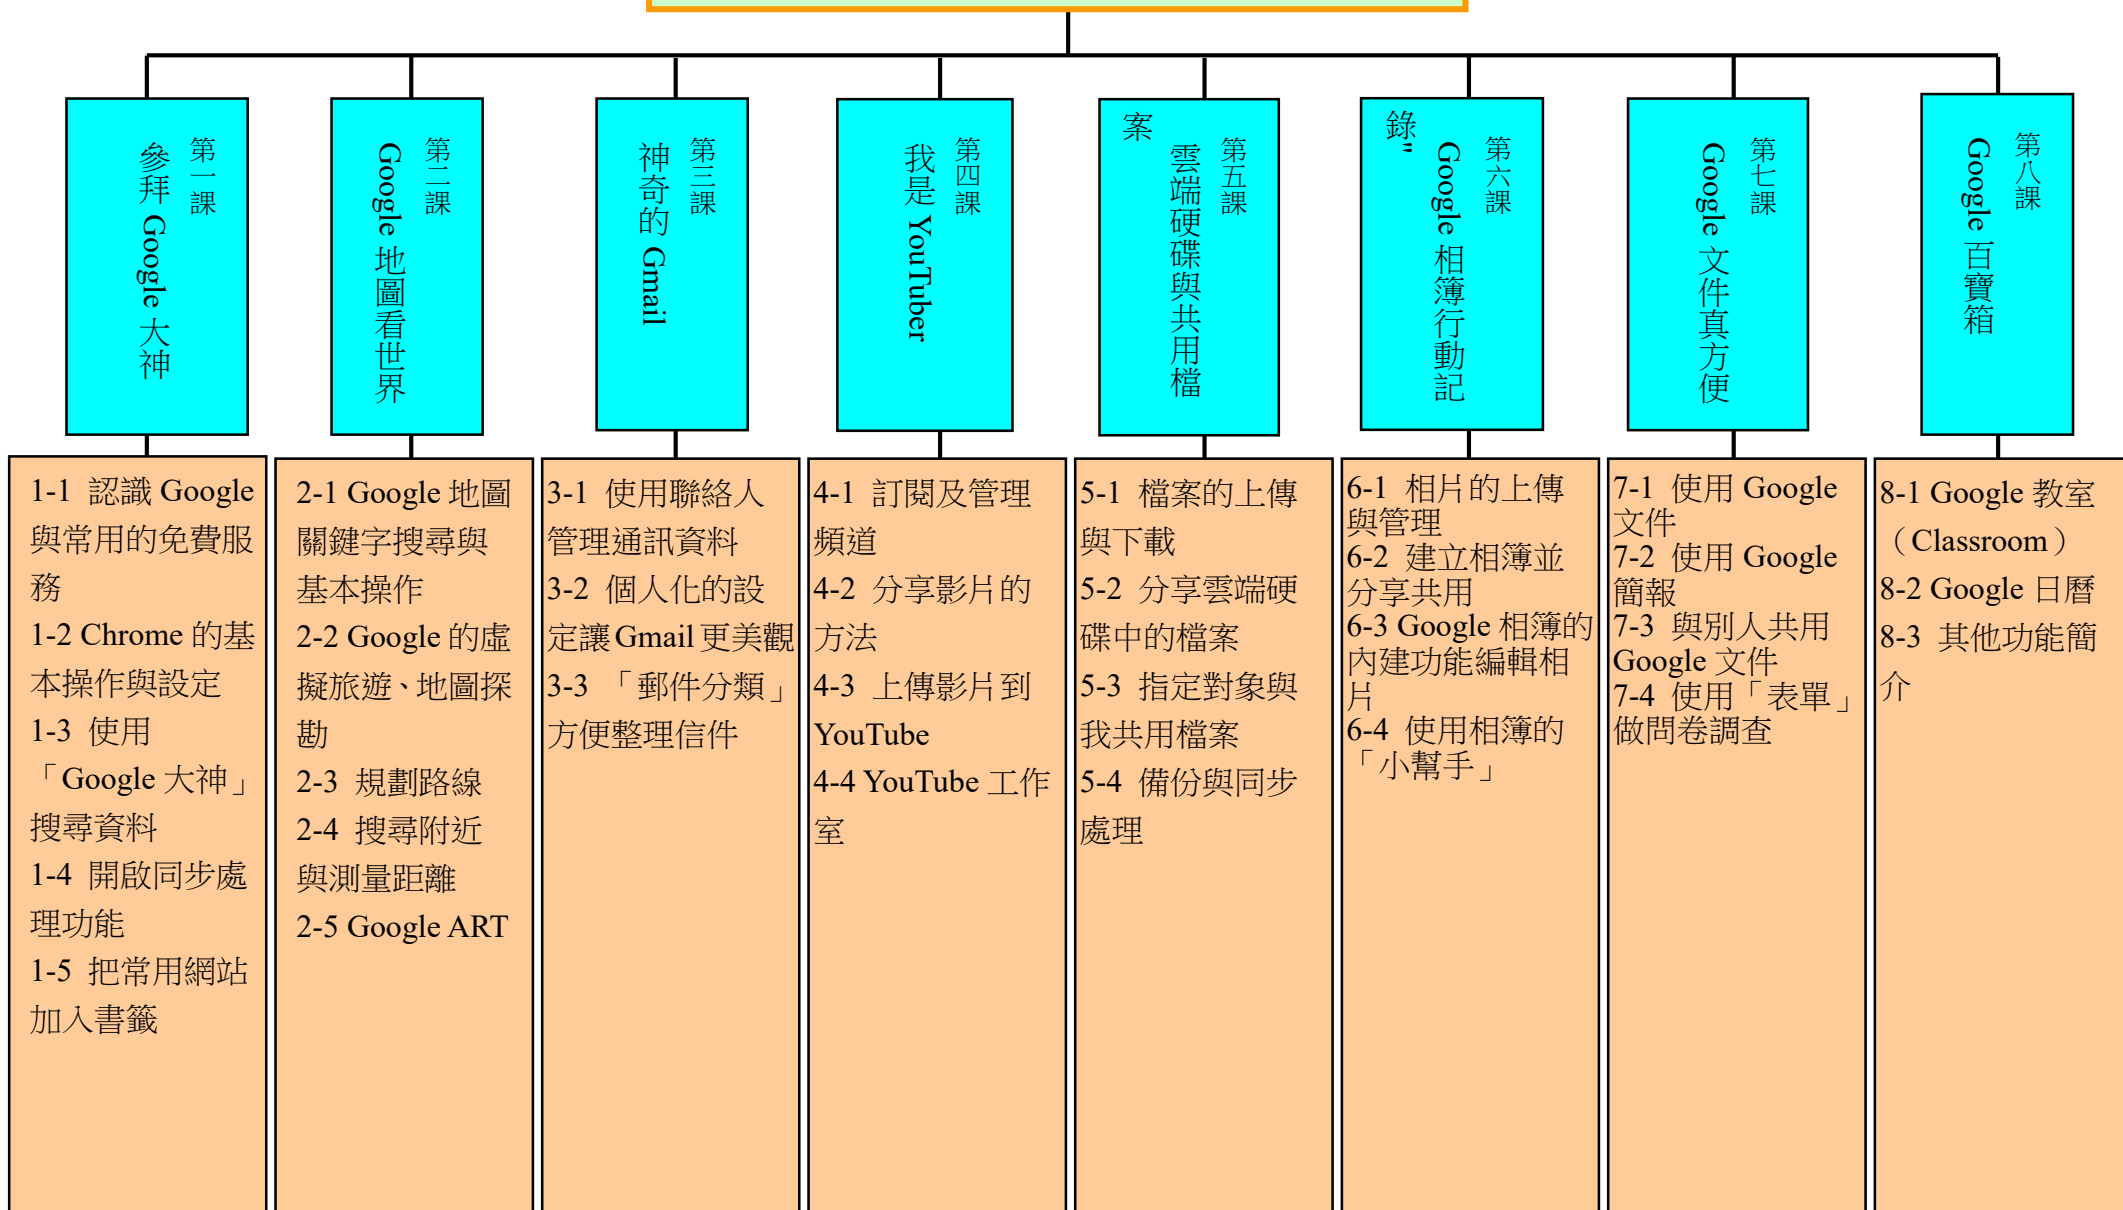 第一課
參拜 Google 大神
第二課
Google 地圖看世界
第三課
神奇的 Gmail
第四課
我是 YouTuber
第五課
雲端硬碟與共用檔
案
第六課
Google 相簿行動記
錄"
第七課
Google 文件真方便
第八課
Google 百寶箱
1-1 認識 Google
與常用的免費服
務
1-2 Chrome 的基
本操作與設定
1-3 使用
「Google 大神」
搜尋資料
1-4 開啟同步處
理功能
1-5 把常用網站
加入書籤
2-1 Google 地圖
關鍵字搜尋與
基本操作
2-2 Google 的虛
擬旅遊、地圖探
勘
2-3 規劃路線
2-4 搜尋附近
與測量距離
2-5 Google ART
3-1 使用聯絡人
管理通訊資料
3-2 個人化的設
定讓 Gmail 更美觀
3-3 「郵件分類」
方便整理信件
4-1 訂閱及管理
頻道
4-2 分享影片的
方法
4-3 上傳影片到
YouTube
4-4 YouTube 工作
室
5-1 檔案的上傳
與下載
5-2 分享雲端硬
碟中的檔案
5-3 指定對象與
我共用檔案
5-4 備份與同步
處理
6-1 相片的上傳
與管理
6-2 建立相簿並
分享共用
6-3 Google 相簿的
內建功能編輯相
片
6-4 使用相簿的
「小幫手」
7-1 使用 Google
文件
7-2 使用 Google
簡報
7-3 與別人共用
Google 文件
7-4 使用「表單」
做問卷調查
8-1 Google 教室
（Classroom）
8-2 Google 日曆
8-3 其他功能簡
介